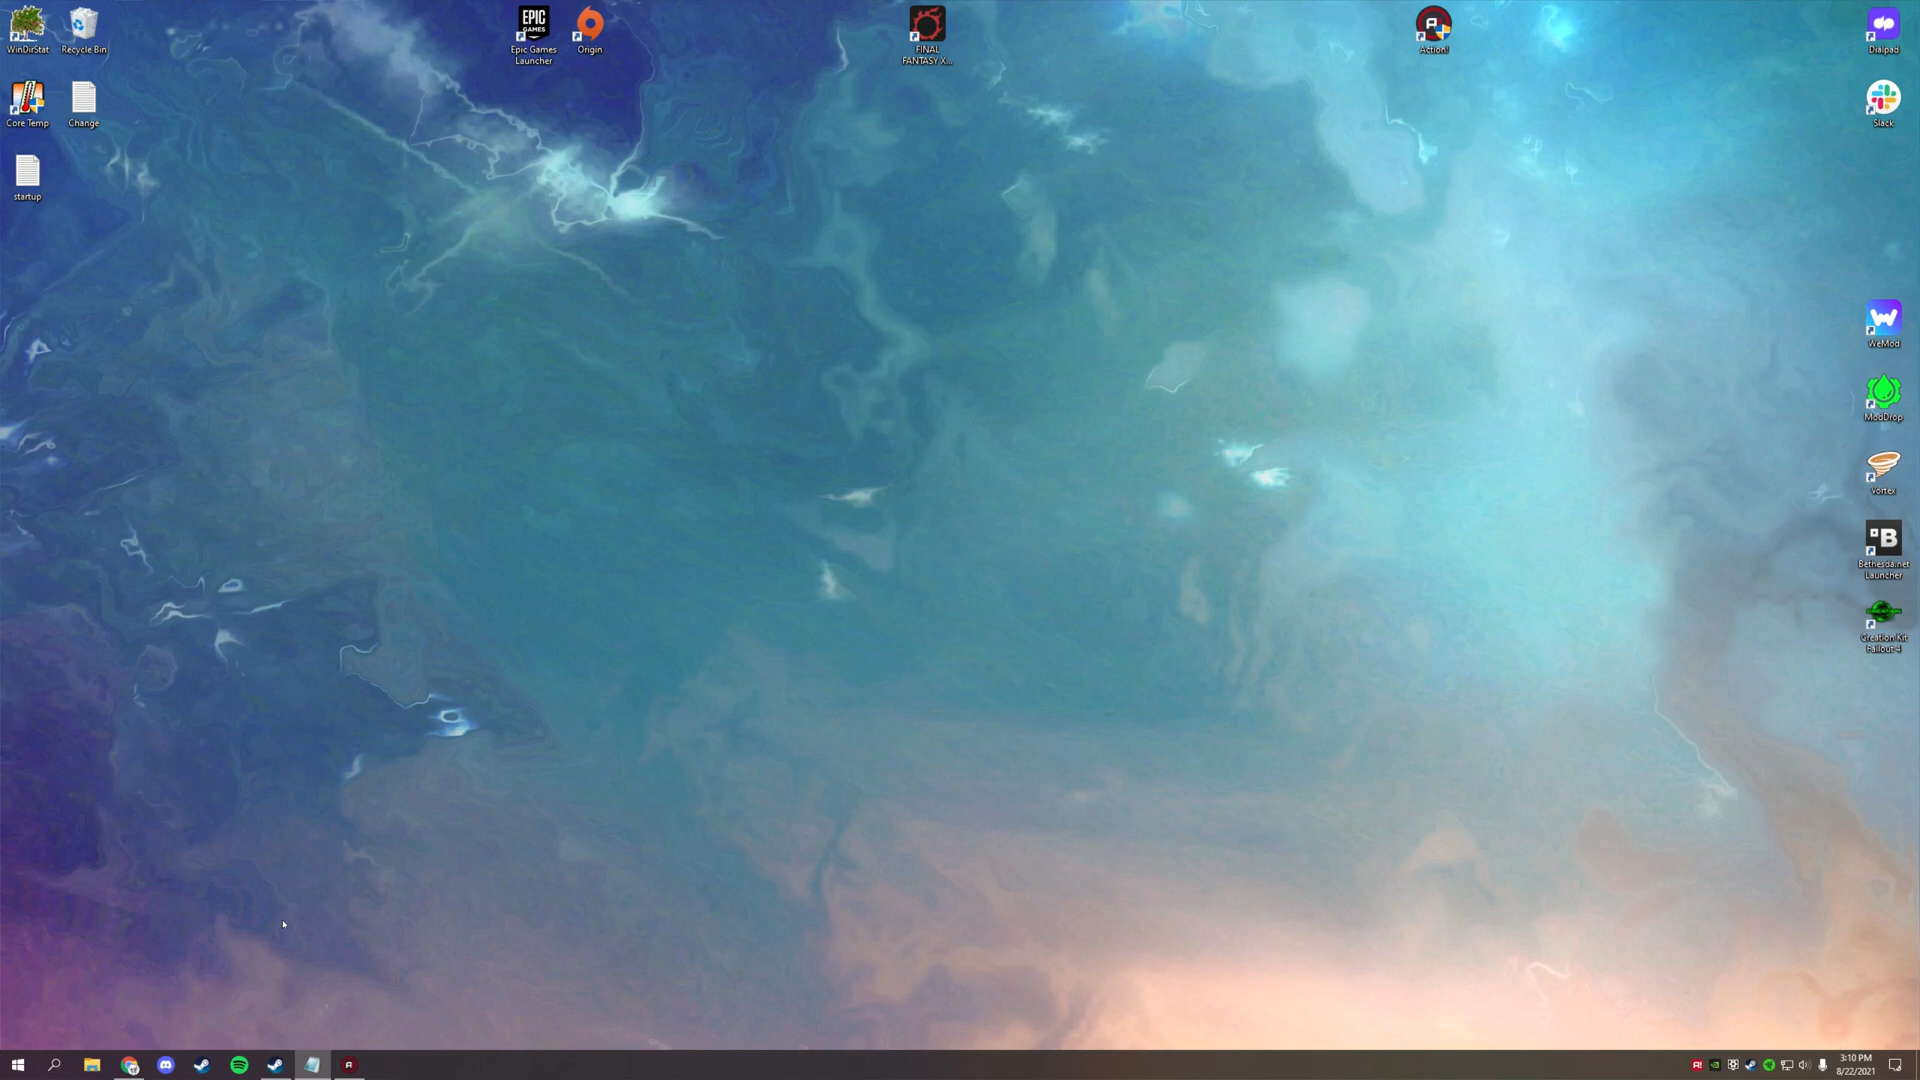 WinDirStat
Recycle Bin
EPIC
GAMES
Epic Games
Launcher
Origin
FINAL
FANTASY X...
Action!
Dialpad
Core Temp
Change
Slack
startup
WeMod
ModDrop
Vortex
B
Bethesda.net
Launcher
CREATION
Creation Kit
Fallout 4
3:10 PM
8/22/2021